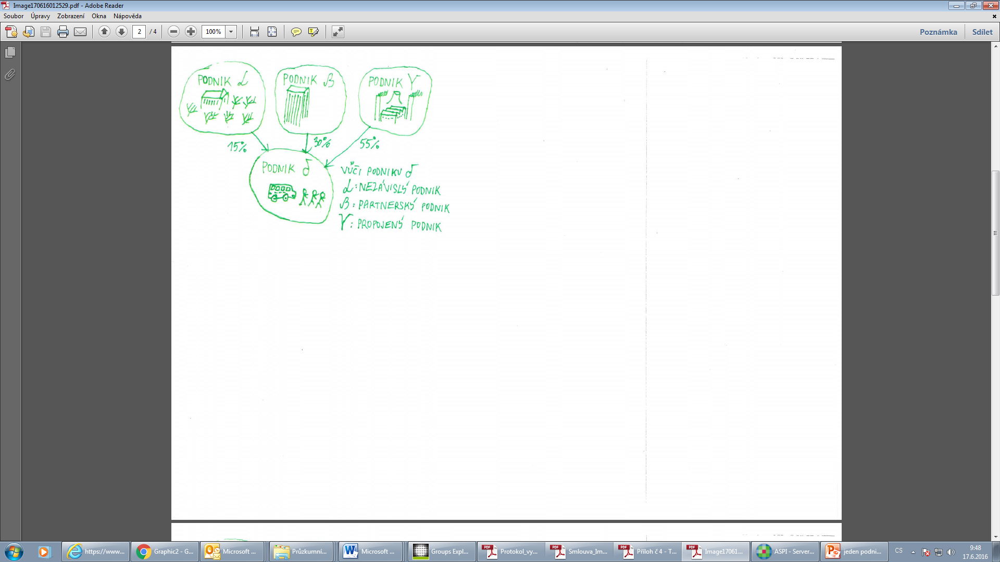 Image170616012529.pdf - Adobe Reader
Soubor Úpravy Zobrazení Okna Nápověda
2 / 4 100% Poznámka Sdílet
PODNIK α
PODNIK β
PODNIK γ
15%
30%
55%
PODNIK δ
VŮČI PODNIKU δ
α: NEZÁVISLÝ PODNIK
β: PARTNERSKÝ PODNIK
γ: PROPOJENÝ PODNIK
https://www... Graphic2 - G... Microsoft ... Průzkumní... Microsoft ... Groups Expl... Protokol_vy... Smlouva_Im... Příloh č 4 - T... Image17061... ASPI - Server... jeden podni... CS 9:48
17.6.2016